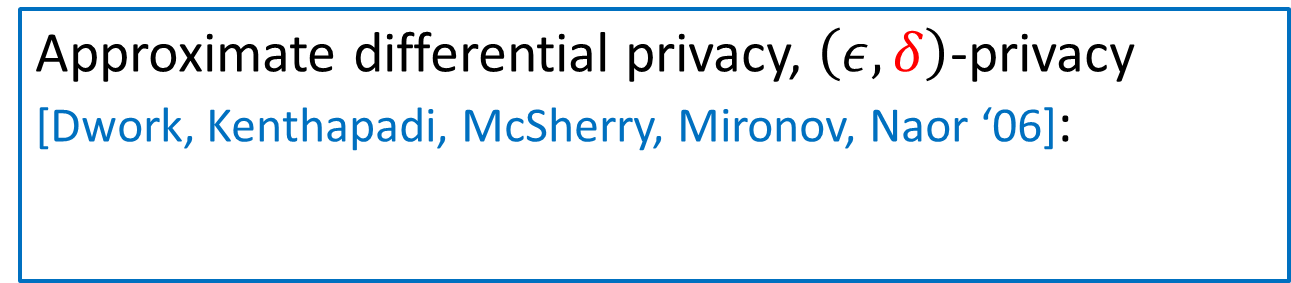 Approximate differential privacy, (ϵ, δ)-privacy
[Dwork, Kenthapadi, McSherry, Mironov, Naor ‘06]: